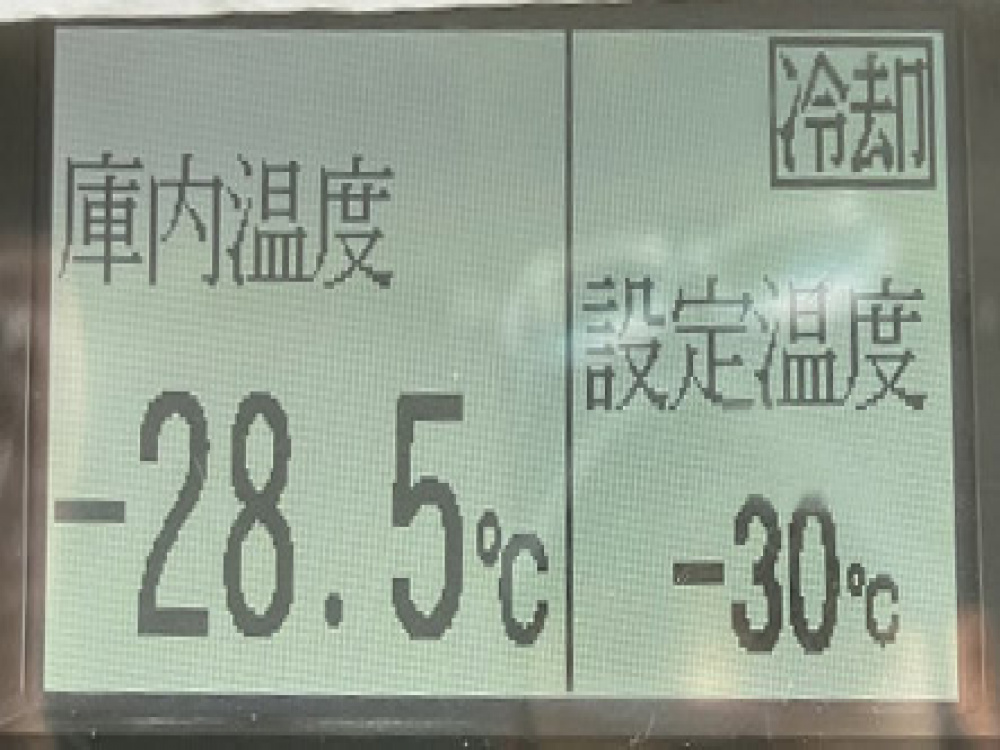 庫内温度
-28.5℃
冷却
設定温度
-30℃